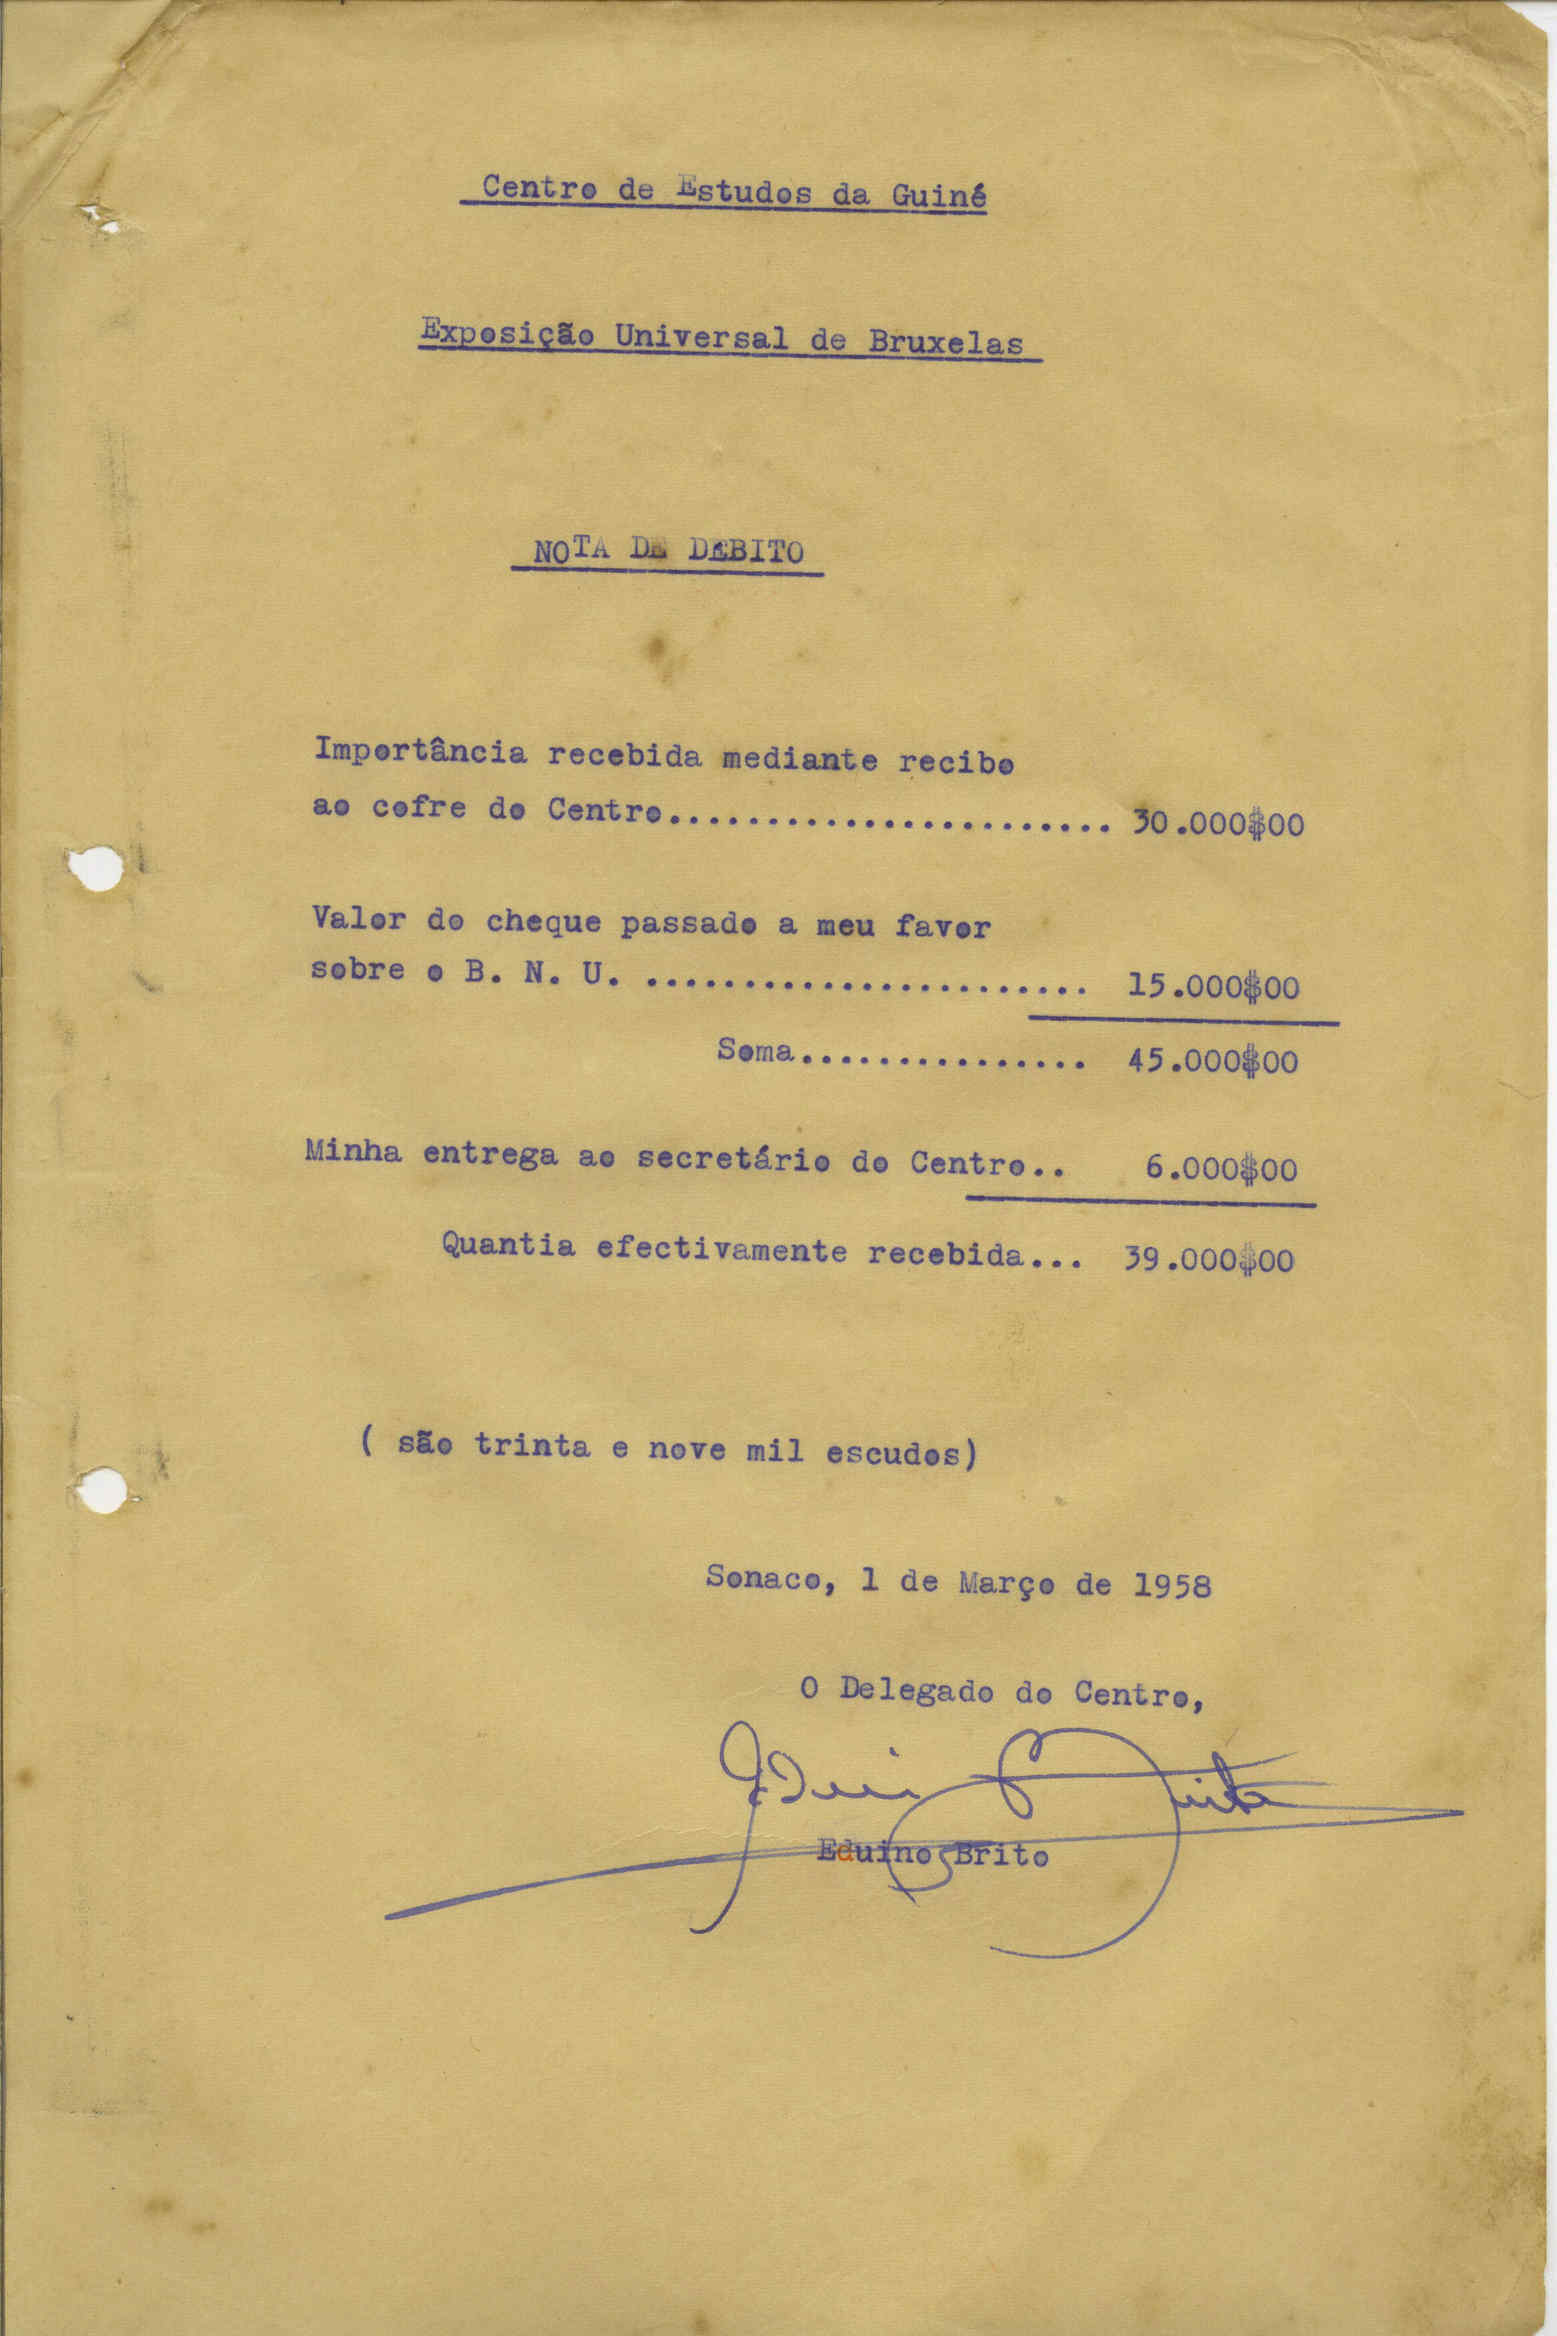 Centro de Estudos da Guiné
Exposição Universal de Bruxelas
NOTA DE DEBITO
Importância recebida mediante recibo
ao cofre do Centro....................... 30.000$00
Valor do cheque passado a meu favor
sobre o B. N. U. ....................... 15.000$00
Soma............... 45.000$00
Minha entrega ao secretário do Centro.. 6.000$00
Quantia efectivamente recebida... 39.000$00
( são trinta e nove mil escudos)
Sonaco, 1 de Março de 1958
O Delegado do Centro,
Eduino Brito
Eduino Brito